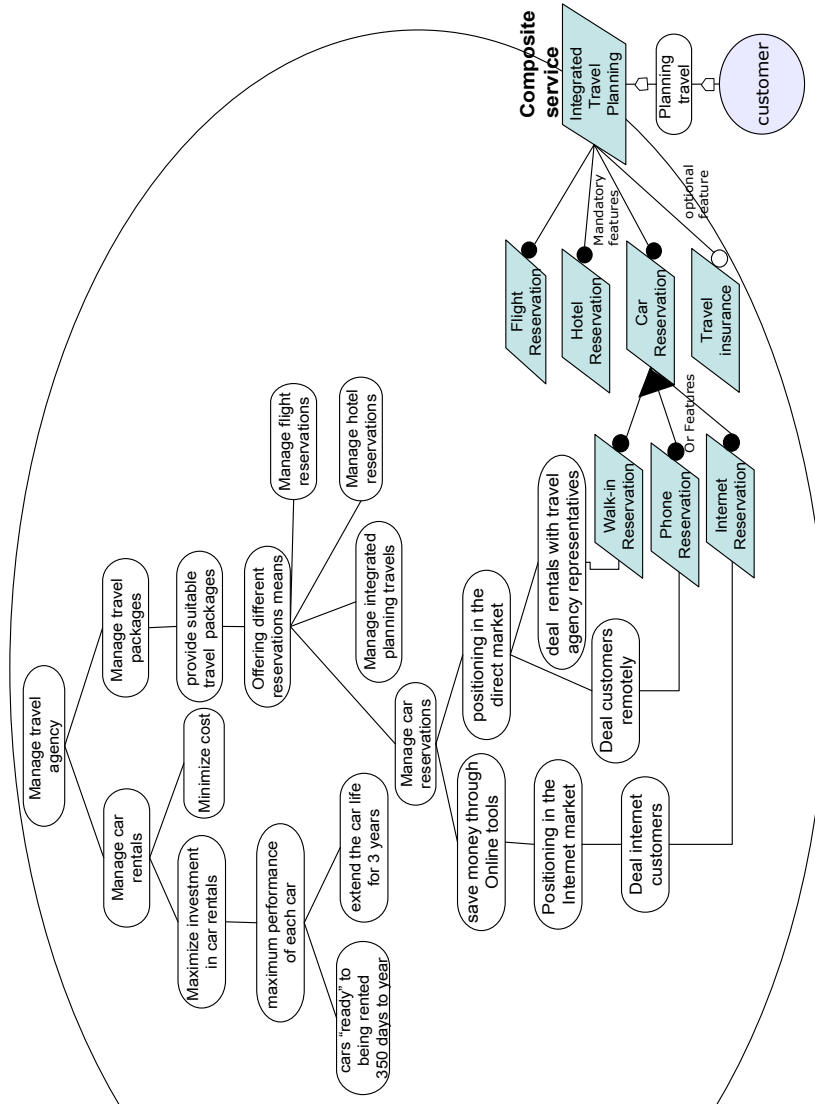 Manage travel
agency
Manage car
rentals
Manage travel
packages
Maximize investment
in car rentals
Minimize cost
provide suitable
travel packages
maximum performance
of each car
Offering different
reservations means
cars “ready” to
being rented
350 days to year
extend the car life
for 3 years
Manage car
reservations
Manage integrated
planning travels
Manage hotel
reservations
Manage flight
reservations
save money through
Online tools
positioning in the
direct market
Positioning in the
Internet market
Deal customers
remotely
deal rentals with travel
agency representatives
Deal internet
customers
Walk-in
Reservation
Phone
Reservation
Internet
Reservation
Or Features
Flight
Reservation
Hotel
Reservation
Car
Reservation
Travel
insurance
Mandatory
features
optional
feature
Composite
service
Integrated
Travel
Planning
Planning
travel
customer